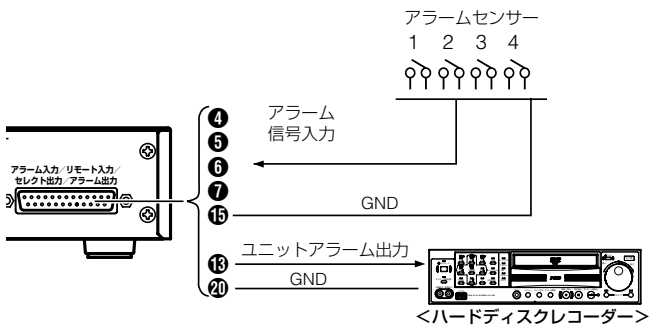 アラームセンサー
1 2 3 4
アラーム
信号入力
❹
❺
❻
❼
⓯
GND
アラーム入力／リモート入力／
セレクト出力／アラーム出力
⓭
ユニットアラーム出力
⓴
GND
＜ハードディスクレコーダー＞